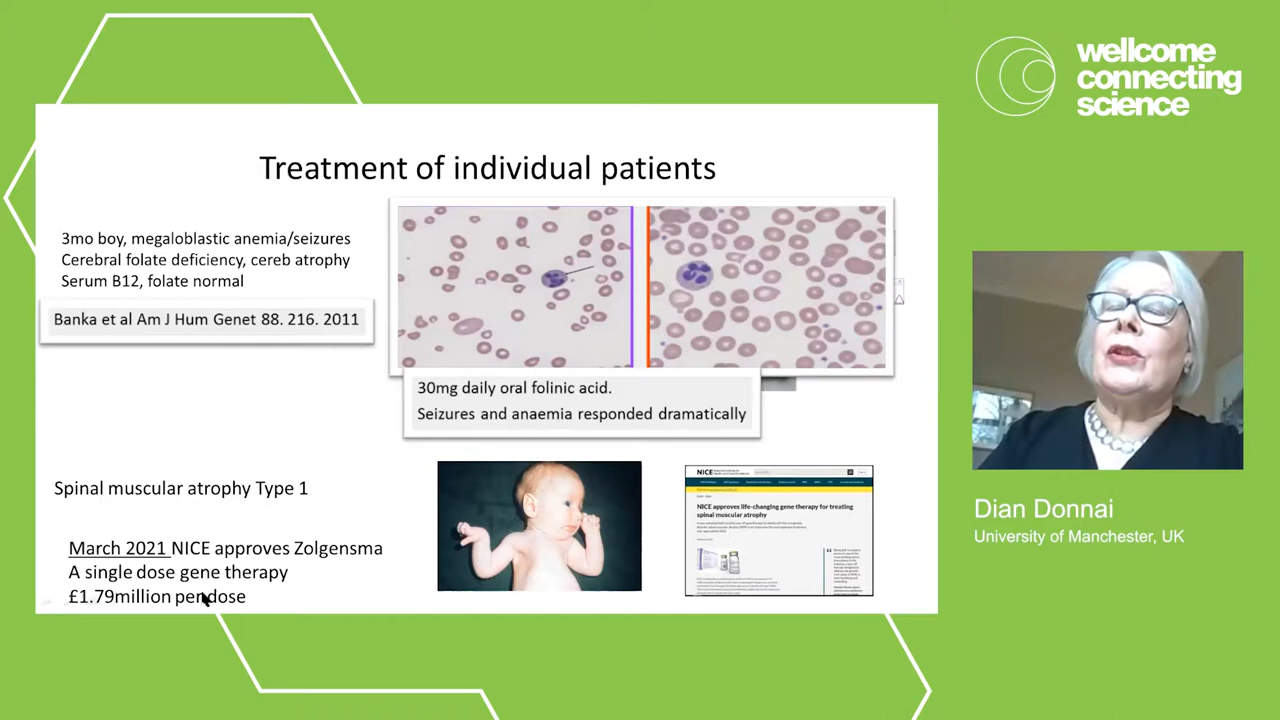 wellcome
connecting
science
Treatment of individual patients
3mo boy, megaloblastic anemia/seizures
Cerebral folate deficiency, cereb atrophy
Serum B12, folate normal
Banka et al Am J Hum Genet 88. 216. 2011
30mg daily oral folinic acid.
Seizures and anaemia responded dramatically
Spinal muscular atrophy Type 1
March 2021 NICE approves Zolgensma
A single dose gene therapy
£1.79million per dose
NICE
NICE approves life-changing gene therapy for treating
spinal muscular atrophy
Dian Donnai
University of Manchester, UK